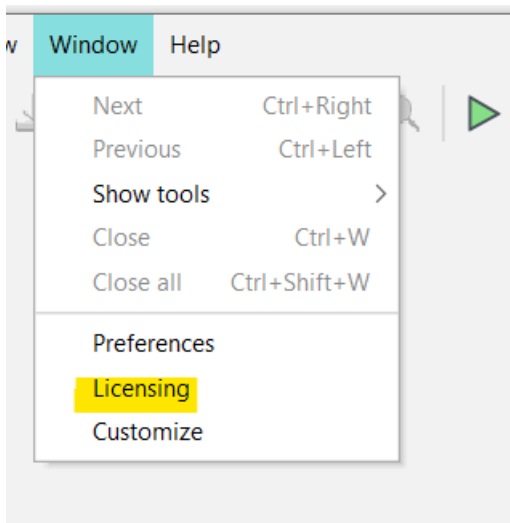 w Window Help
Next Ctrl+Right
Previous Ctrl+Left
Show tools
Close Ctrl+W
Close all Ctrl+Shift+W
Preferences
Licensing
Customize